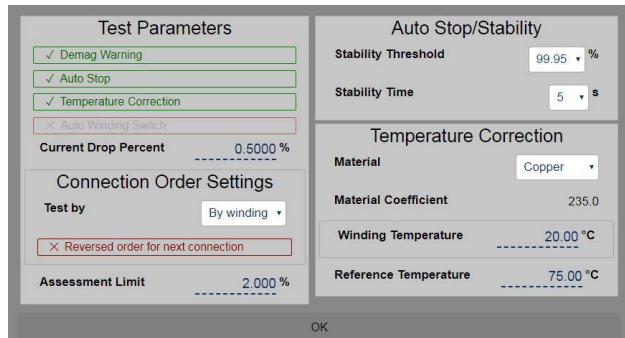 Test Parameters
✓ Demag Warning
✓ Auto Stop
✓ Temperature Correction
✕ Auto Winding Switch
Current Drop Percent 0.5000 %
Connection Order Settings
Test by By winding
✕ Reversed order for next connection
Assessment Limit 2.000 %
Auto Stop/Stability
Stability Threshold 99.95 %
Stability Time 5 s
Temperature Correction
Material Copper
Material Coefficient 235.0
Winding Temperature 20.00 °C
Reference Temperature 75.00 °C
OK